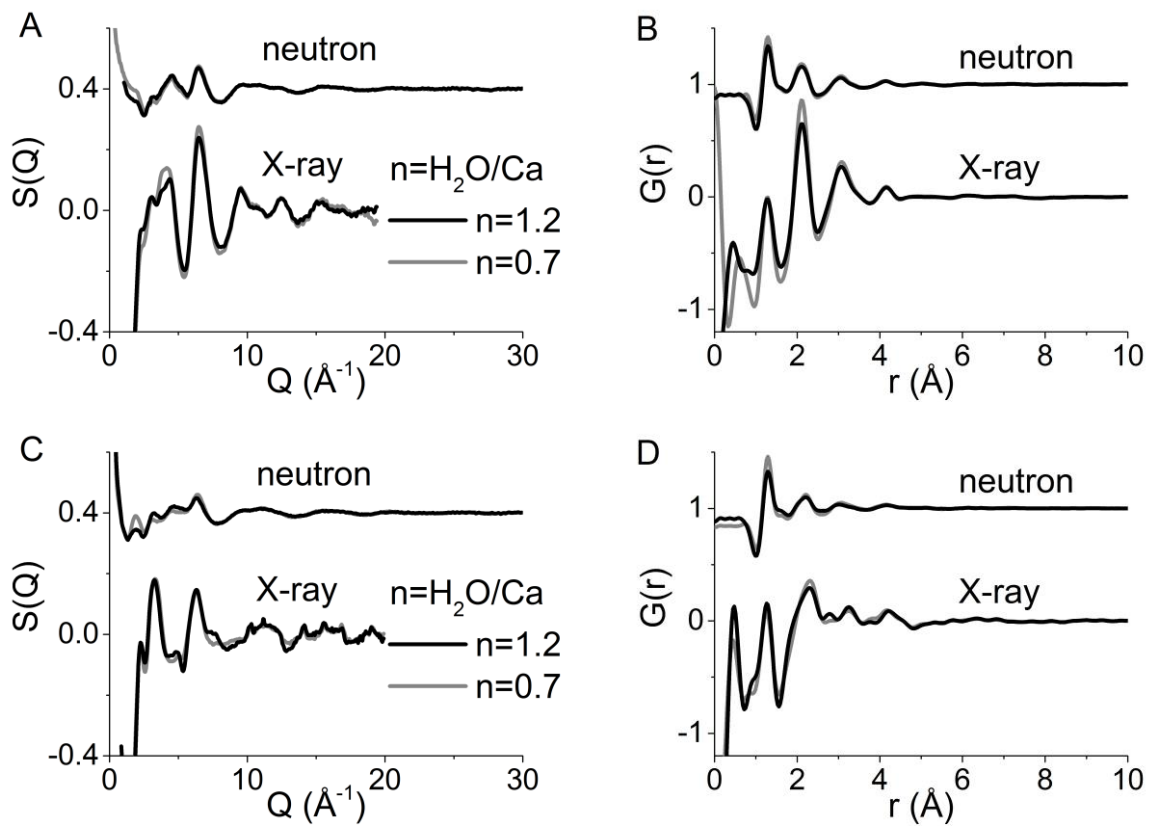 A
neutron
0.4
S(Q)
X-ray
n=H₂O/Ca
0.0
n=1.2
n=0.7
-0.4
0 10 20 30
Q (Å⁻¹)
B
neutron
1
G(r)
X-ray
0
-1
0 2 4 6 8 10
r (Å)
C
neutron
0.4
S(Q)
X-ray
n=H₂O/Ca
0.0
n=1.2
n=0.7
-0.4
0 10 20 30
Q (Å⁻¹)
D
neutron
1
G(r)
X-ray
0
-1
0 2 4 6 8 10
r (Å)